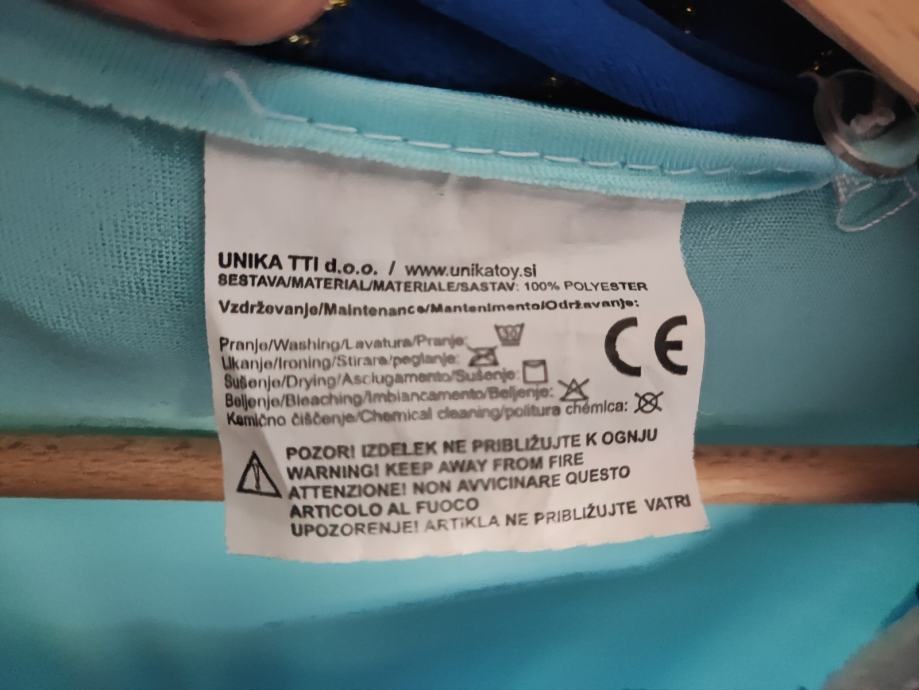 UNIKA TTI d.o.o. / www.unikatoy.si
SESTAVA/MATERIAL/MATERIALE/SASTAV: 100% POLYESTER
Vzdrževanje/Maintenance/Mantenimento/Održavanje:
Pranje/Washing/Lavatura/Pranje:
Likanje/Ironing/Stirara/peglanje:
Sušenje/Drying/Asciugamento/Sušenje:
Beljenje/Bleaching/Imbiancamento/Beljenje:
Kemično čiščenje/Chemical cleaning/politura chémica:
CE
POZOR! IZDELEK NE PRIBLIŽUJTE K OGNJU
WARNING! KEEP AWAY FROM FIRE
ATTENZIONE! NON AVVICINARE QUESTO
ARTICOLO AL FUOCO
UPOZORENJE! ARTIKLA NE PRIBLIŽUJTE VATRI